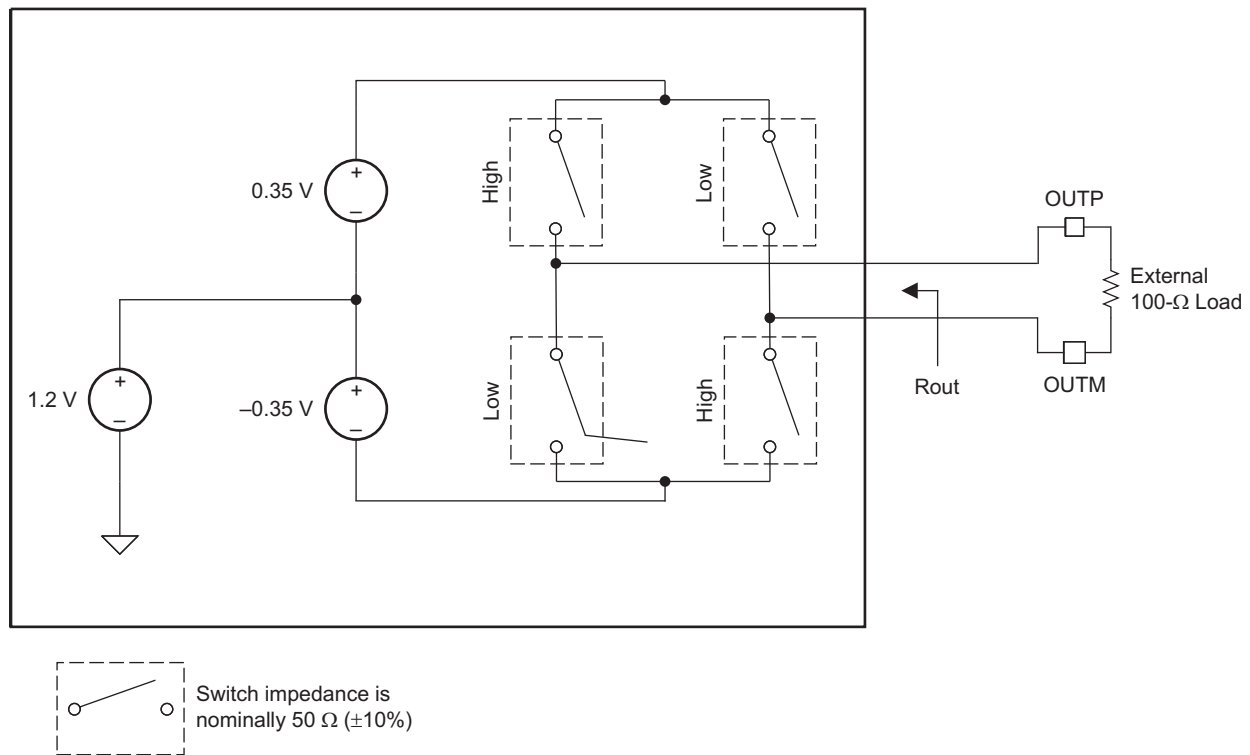 High
Low
0.35 V
OUTP
External
100-Ω Load
Rout
OUTM
1.2 V
–0.35 V
Low
High
Switch impedance is
nominally 50 Ω (±10%)